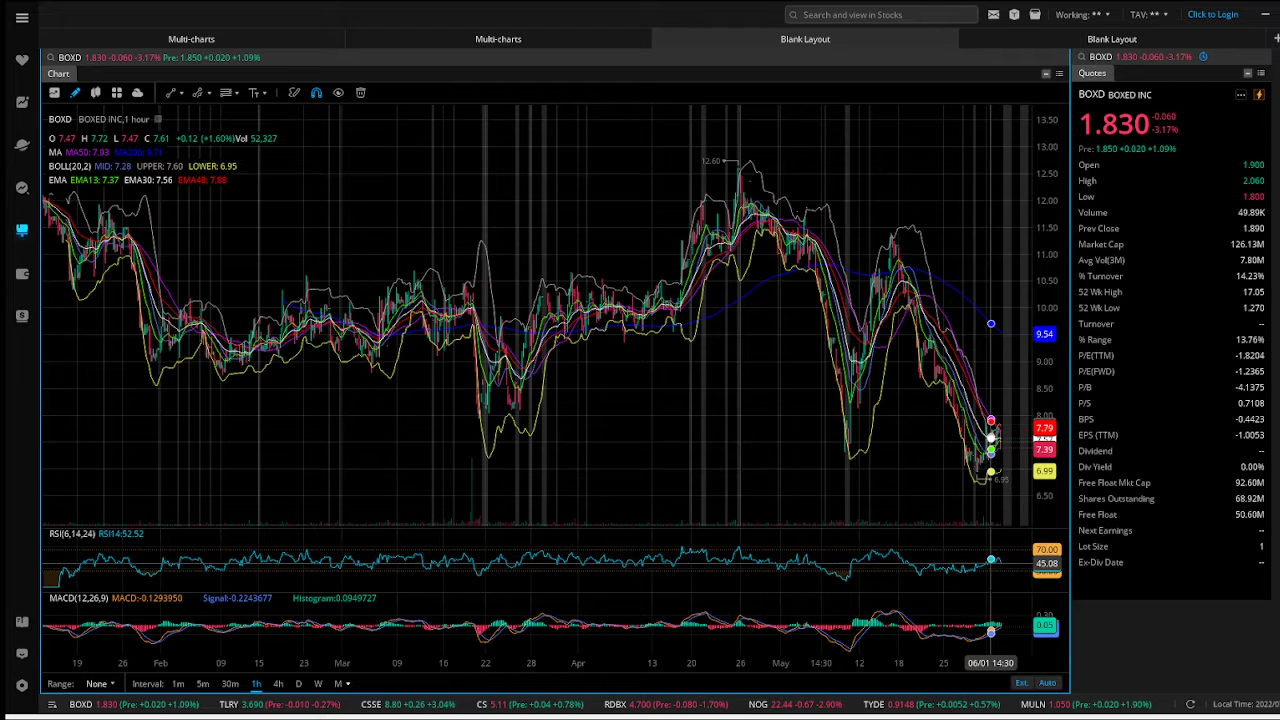 Search and view in Stocks
Working: **
TAV: **
Click to Login
Multi-charts
Multi-charts
Blank Layout
Blank Layout
BOXD 1.830 -0.060 -3.17% Pre: 1.850 +0.020 +1.09%
Chart
BOXD BOXED INC,1 hour
O 7.47 H 7.72 L 7.47 C 7.61 +0.12 (+1.60%) Vol 52,327
MA MA50: 7.93
BOLL(20,2) MID: 7.28 UPPER: 7.60 LOWER: 6.95
EMA EMA13: 7.37 EMA30: 7.56 EMA48: 7.88
12.60
6.95
13.50
13.00
12.50
12.00
11.50
11.00
10.50
10.00
9.54
9.00
8.50
8.00
7.79
7.39
6.99
6.50
RSI(6,14,24) RSI14:52.52
70.00
45.08
MACD(12,26,9) MACD:-0.1293950 Signal:-0.2243677 Histogram:0.0949727
0.30
0.05
19 26 Feb 09 15 Mar 09 16 22 28 Apr 13 20 26 May 14:30 12 18 25 06/01 14:30
Range: None Interval: 1m 5m 30m 1h 4h D W M
Ext. Auto
BOXD 1.830 -0.060 -3.17%
Quotes
BOXD BOXED INC
1.830 -0.060
-3.17%
Pre: 1.850 +0.020 +1.09%
Open 1.900
High 2.060
Low 1.800
Volume 49.89K
Prev Close 1.890
Market Cap 126.13M
Avg Vol(3M) 7.80M
% Turnover 14.23%
52 Wk High 17.05
52 Wk Low 1.270
Turnover --
% Range 13.76%
P/E(TTM) -1.8204
P/E(FWD) -1.2365
P/B -4.1375
P/S 0.7108
BPS -0.4423
EPS (TTM) -1.0053
Dividend --
Div Yield 0.00%
Free Float Mkt Cap 92.60M
Shares Outstanding 68.92M
Free Float 50.60M
Next Earnings --
Lot Size 1
Ex-Div Date --
BOXD 1.830 (Pre: +0.020 +1.09%) TLRY 3.690 (Pre: -0.010 -0.27%) CSSE 8.80 +0.26 +3.04% CS 5.11 (Pre: +0.04 +0.78%) RDBX 4.700 (Pre: -0.080 -1.70%) NOG 22.44 -0.67 -2.90% TYDE 0.9148 (Pre: +0.0052 +0.57%) MULN 1.050 (Pre: +0.020 +1.90%) Local Time: 2022/0